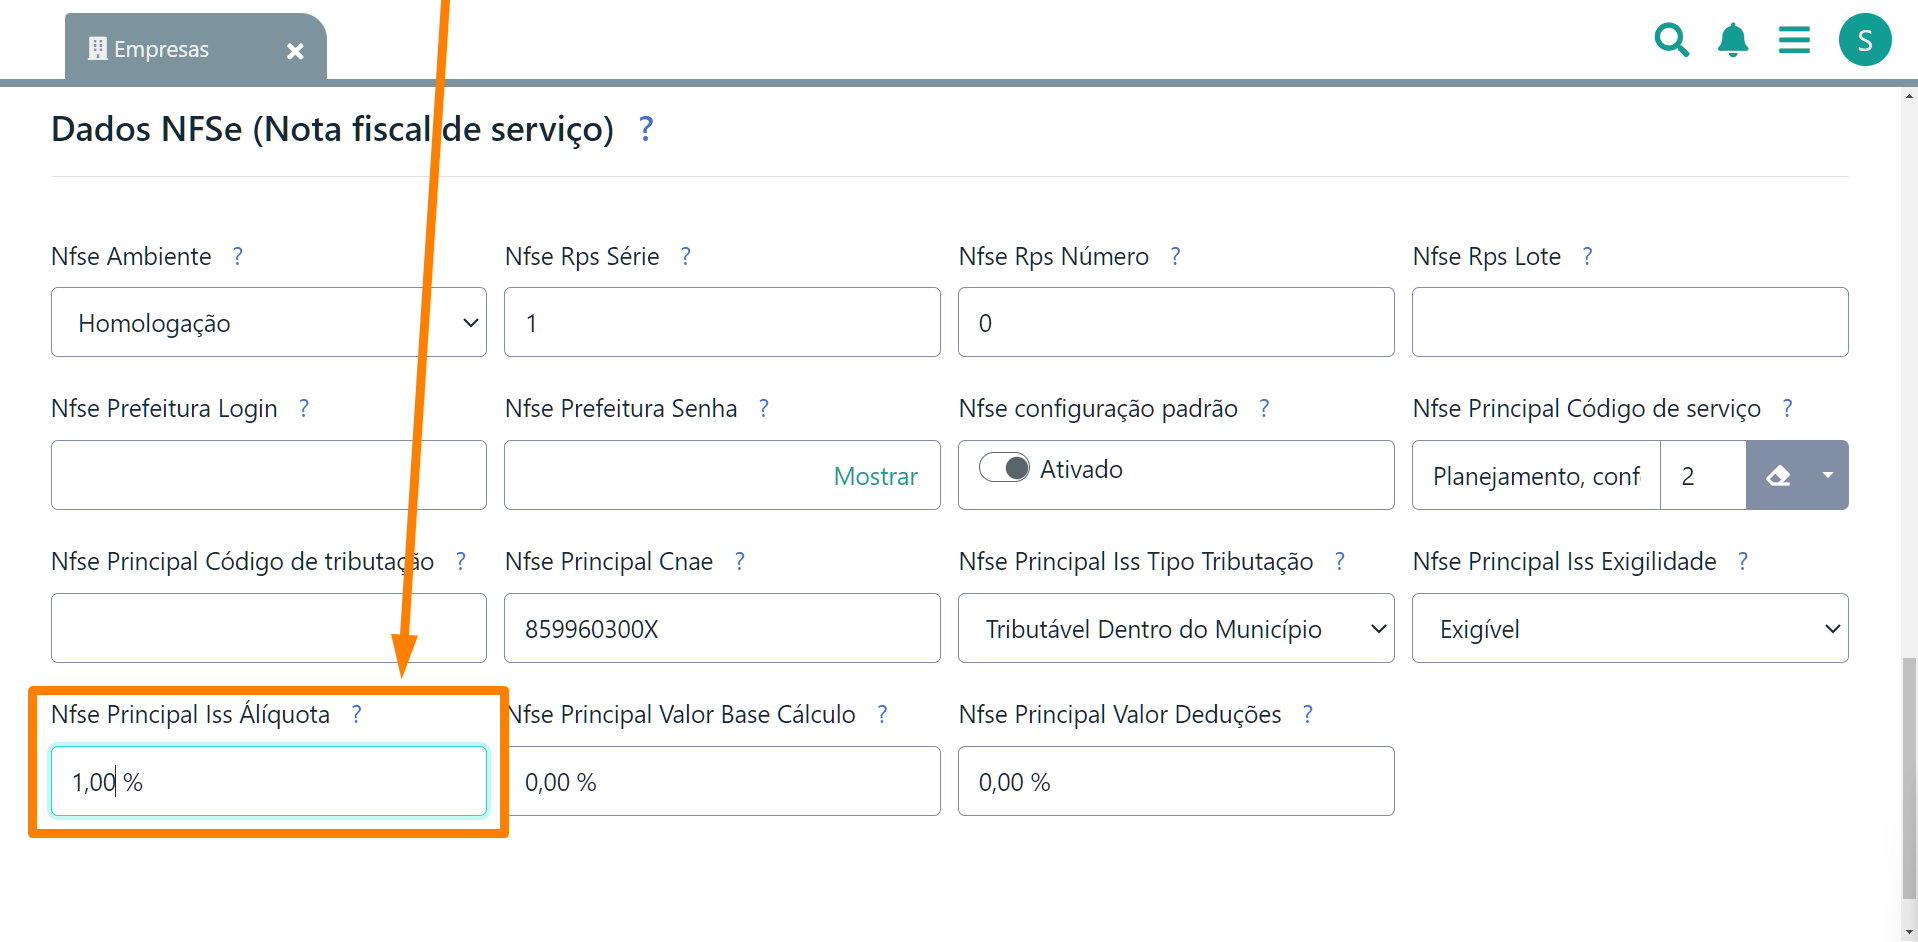 Empresas
S
Dados NFSe (Nota fiscal de serviço) ?
Nfse Ambiente ? Nfse Rps Série ? Nfse Rps Número ? Nfse Rps Lote ?
Homologação 1 0
Nfse Prefeitura Login ? Nfse Prefeitura Senha ? Nfse configuração padrão ? Nfse Principal Código de serviço ?
Mostrar Ativado Planejamento, conf 2
Nfse Principal Código de tributação ? Nfse Principal Cnae ? Nfse Principal Iss Tipo Tributação ? Nfse Principal Iss Exigilidade ?
859960300X Tributável Dentro do Município Exigível
Nfse Principal Iss Álíquota ? Nfse Principal Valor Base Cálculo ? Nfse Principal Valor Deduções ?
1,00 % 0,00 % 0,00 %